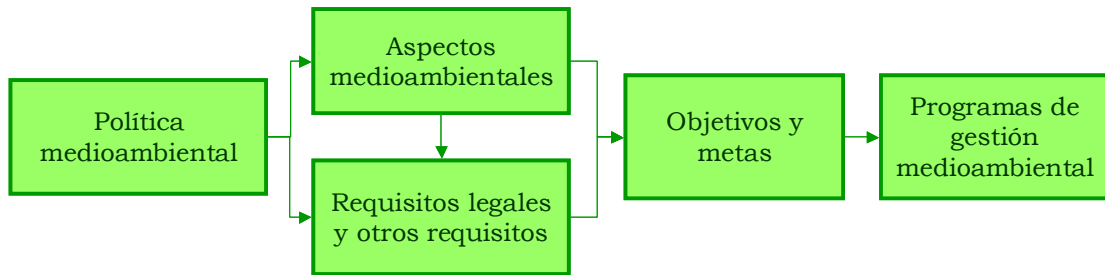 Política
medioambiental
Aspectos
medioambientales
Requisitos legales
y otros requisitos
Objetivos y
metas
Programas de
gestión
medioambiental